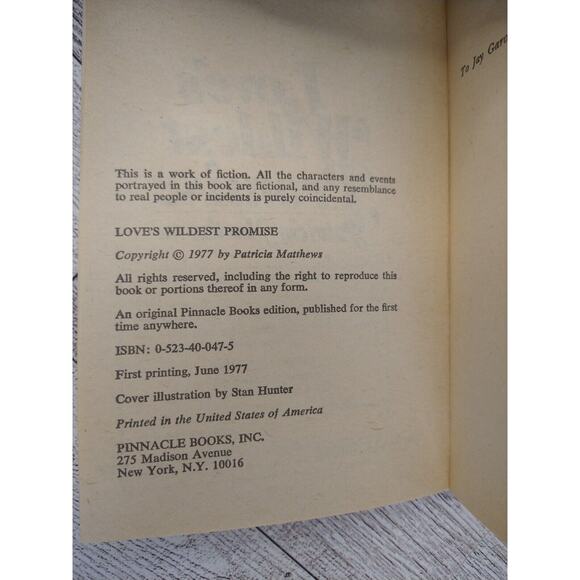 This is a work of fiction. All the characters and events
portrayed in this book are fictional, and any resemblance
to real people or incidents is purely coincidental.
LOVE'S WILDEST PROMISE
Copyright © 1977 by Patricia Matthews
All rights reserved, including the right to reproduce this
book or portions thereof in any form.
An original Pinnacle Books edition, published for the first
time anywhere.
ISBN: 0-523-40-047-5
First printing, June 1977
Cover illustration by Stan Hunter
Printed in the United States of America
PINNACLE BOOKS, INC.
275 Madison Avenue
New York, N.Y. 10016
To Jay